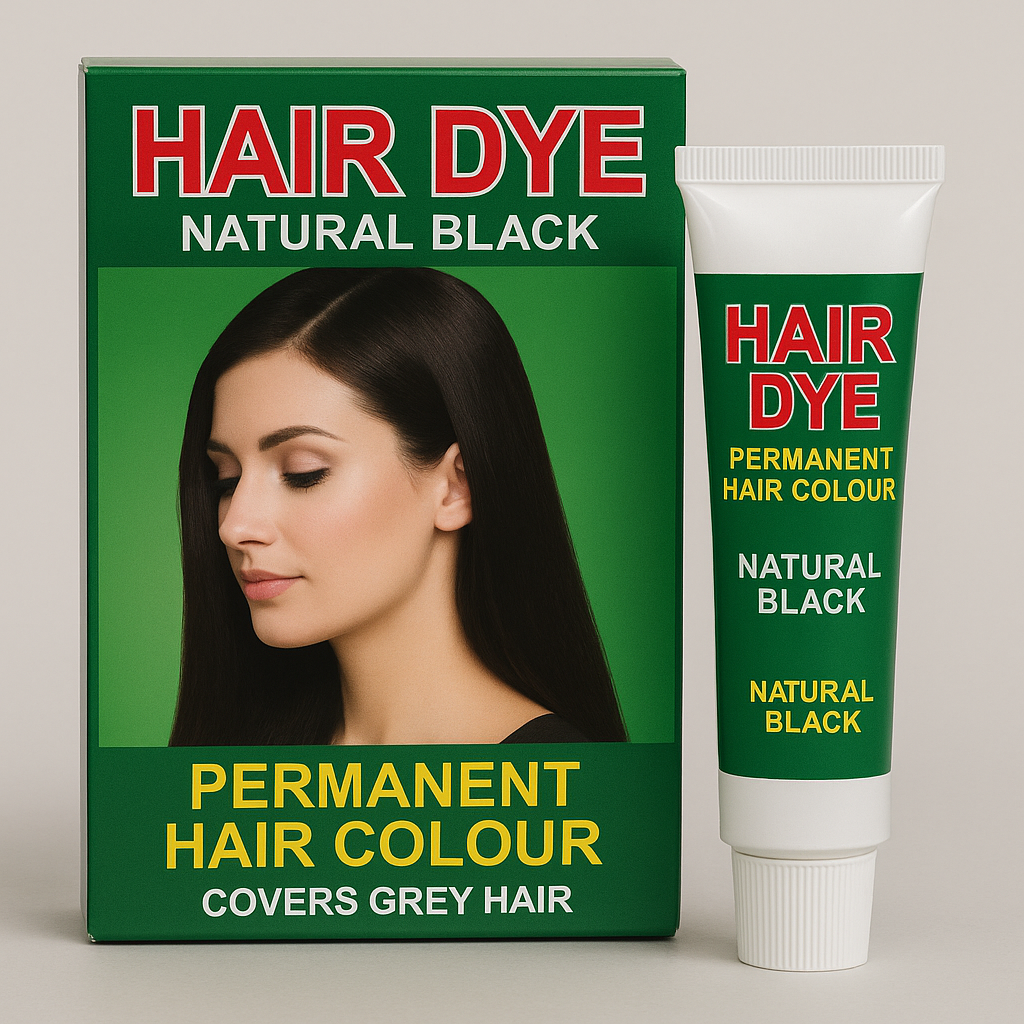 HAIR DYE
NATURAL BLACK
PERMANENT
HAIR COLOUR
COVERS GREY HAIR
HAIR
DYE
PERMANENT
HAIR COLOUR
NATURAL
BLACK
NATURAL
BLACK